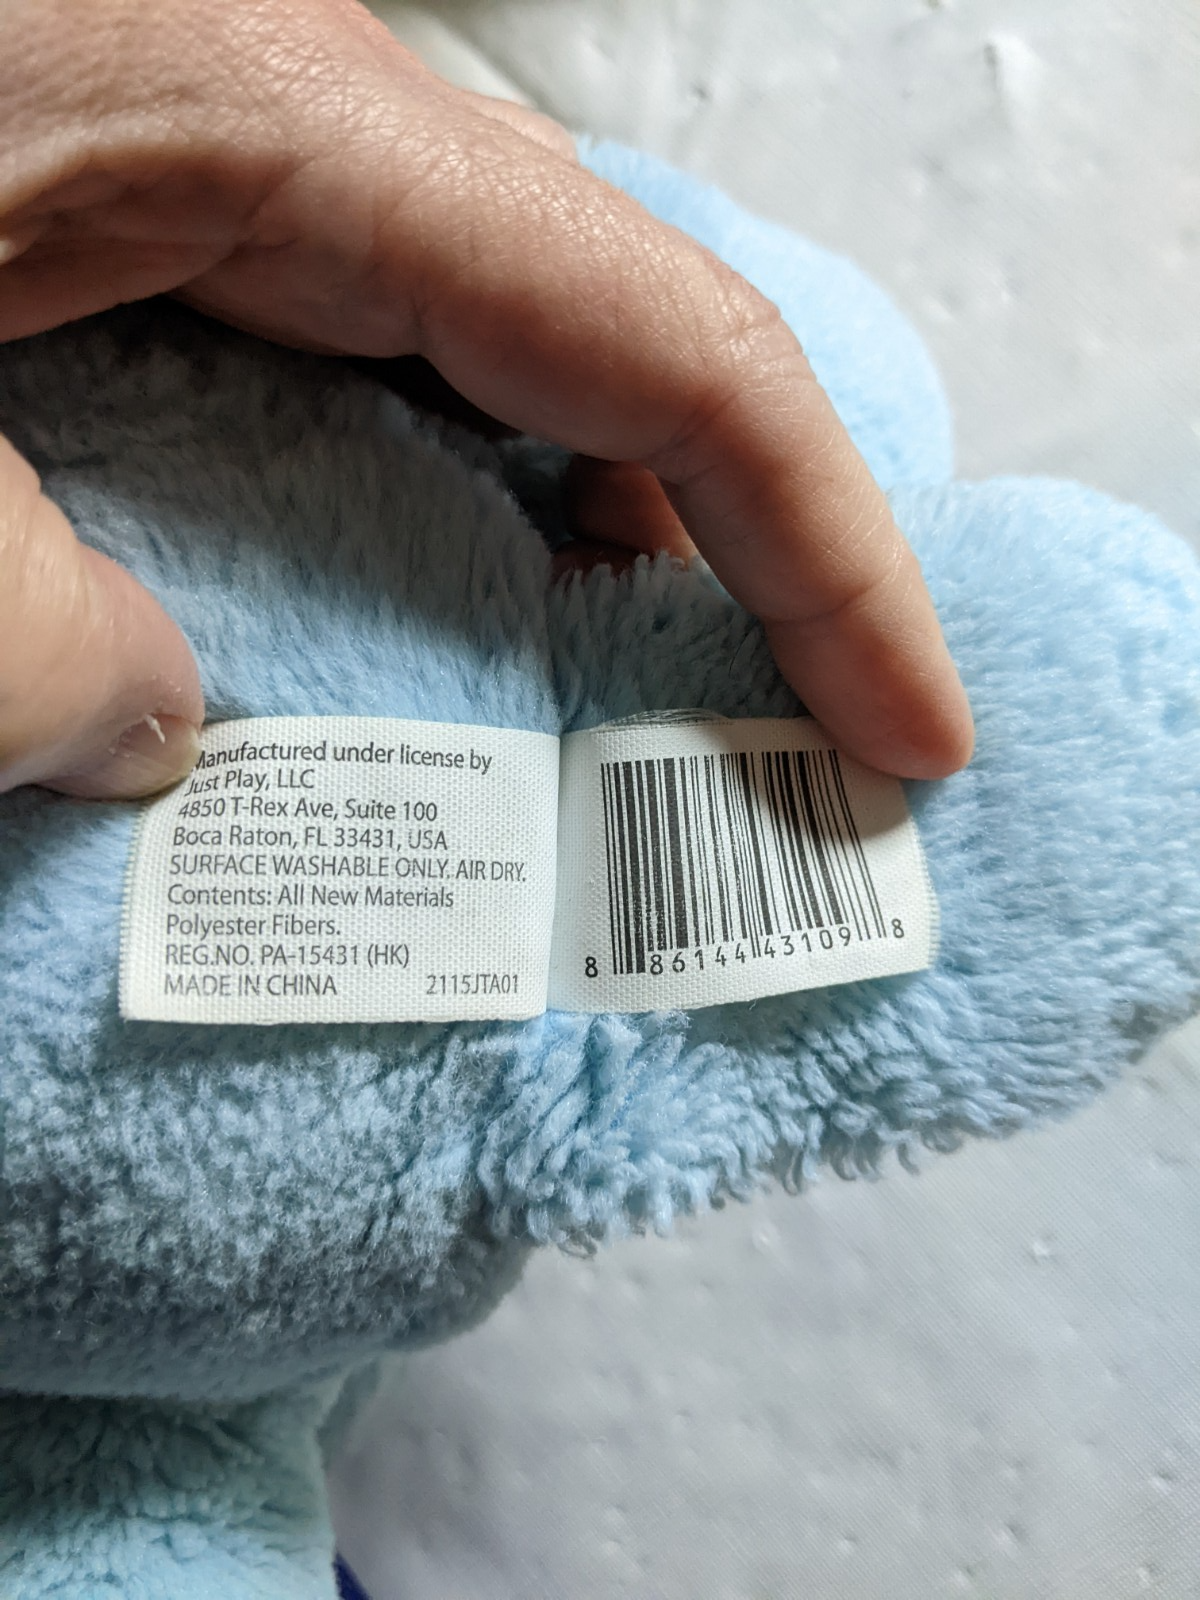 Manufactured under license by
Just Play, LLC
4850 T-Rex Ave, Suite 100
Boca Raton, FL 33431, USA
SURFACE WASHABLE ONLY. AIR DRY.
Contents: All New Materials
Polyester Fibers.
REG.NO. PA-15431 (HK)
MADE IN CHINA 2115JTA01
8 86144 43109 8